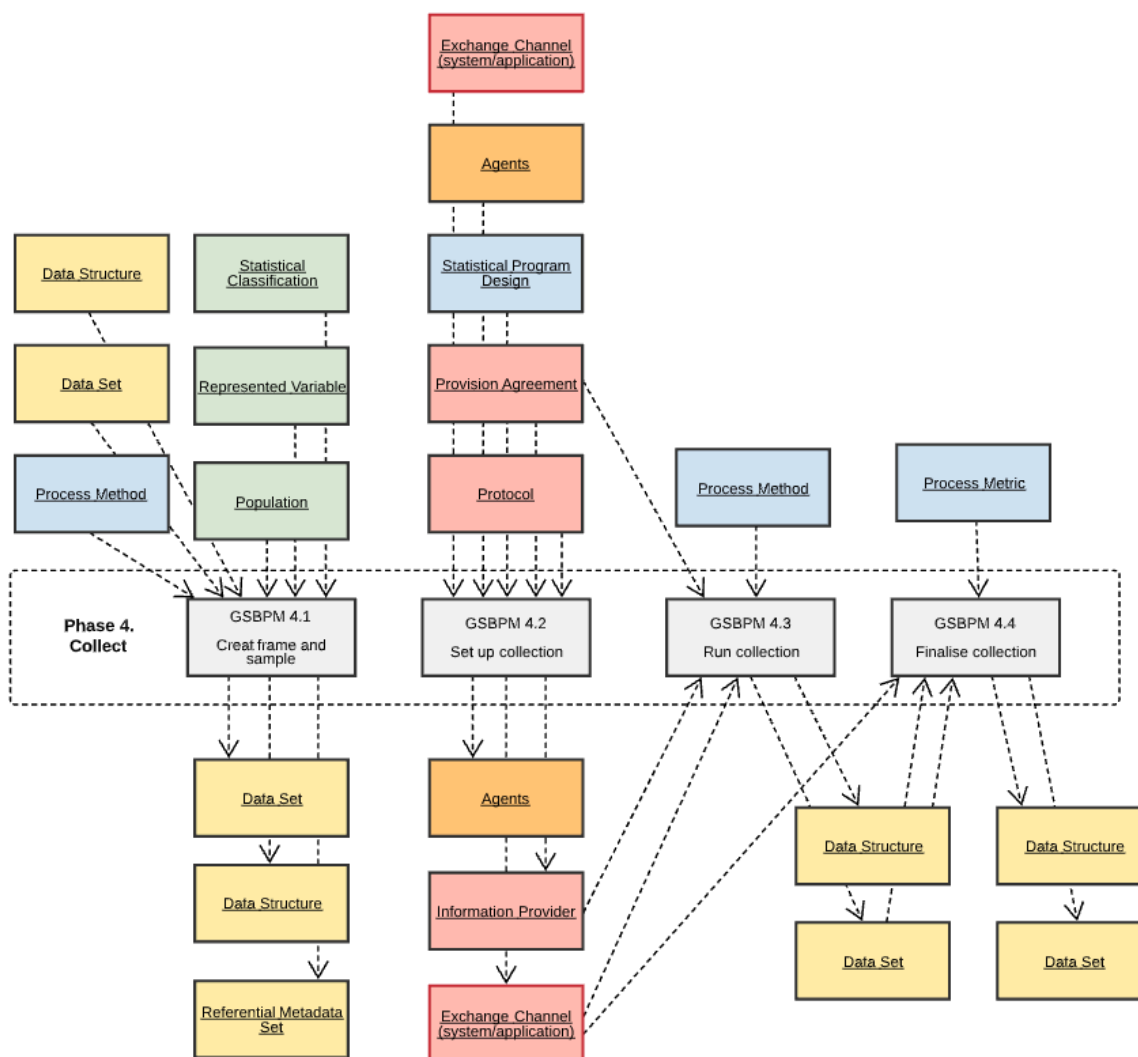 Exchange Channel
(system/application)
Agents
Data Structure
Statistical
Classification
Statistical Program
Design
Data Set
Represented Variable
Provision Agreement
Process Method
Population
Protocol
Process Method
Process Metric
Phase 4.
Collect
GSBPM 4.1
Creat frame and
sample
GSBPM 4.2
Set up collection
GSBPM 4.3
Run collection
GSBPM 4.4
Finalise collection
Data Set
Agents
Data Structure
Data Structure
Data Structure
Information Provider
Data Set
Data Set
Referential Metadata
Set
Exchange Channel
(system/application)